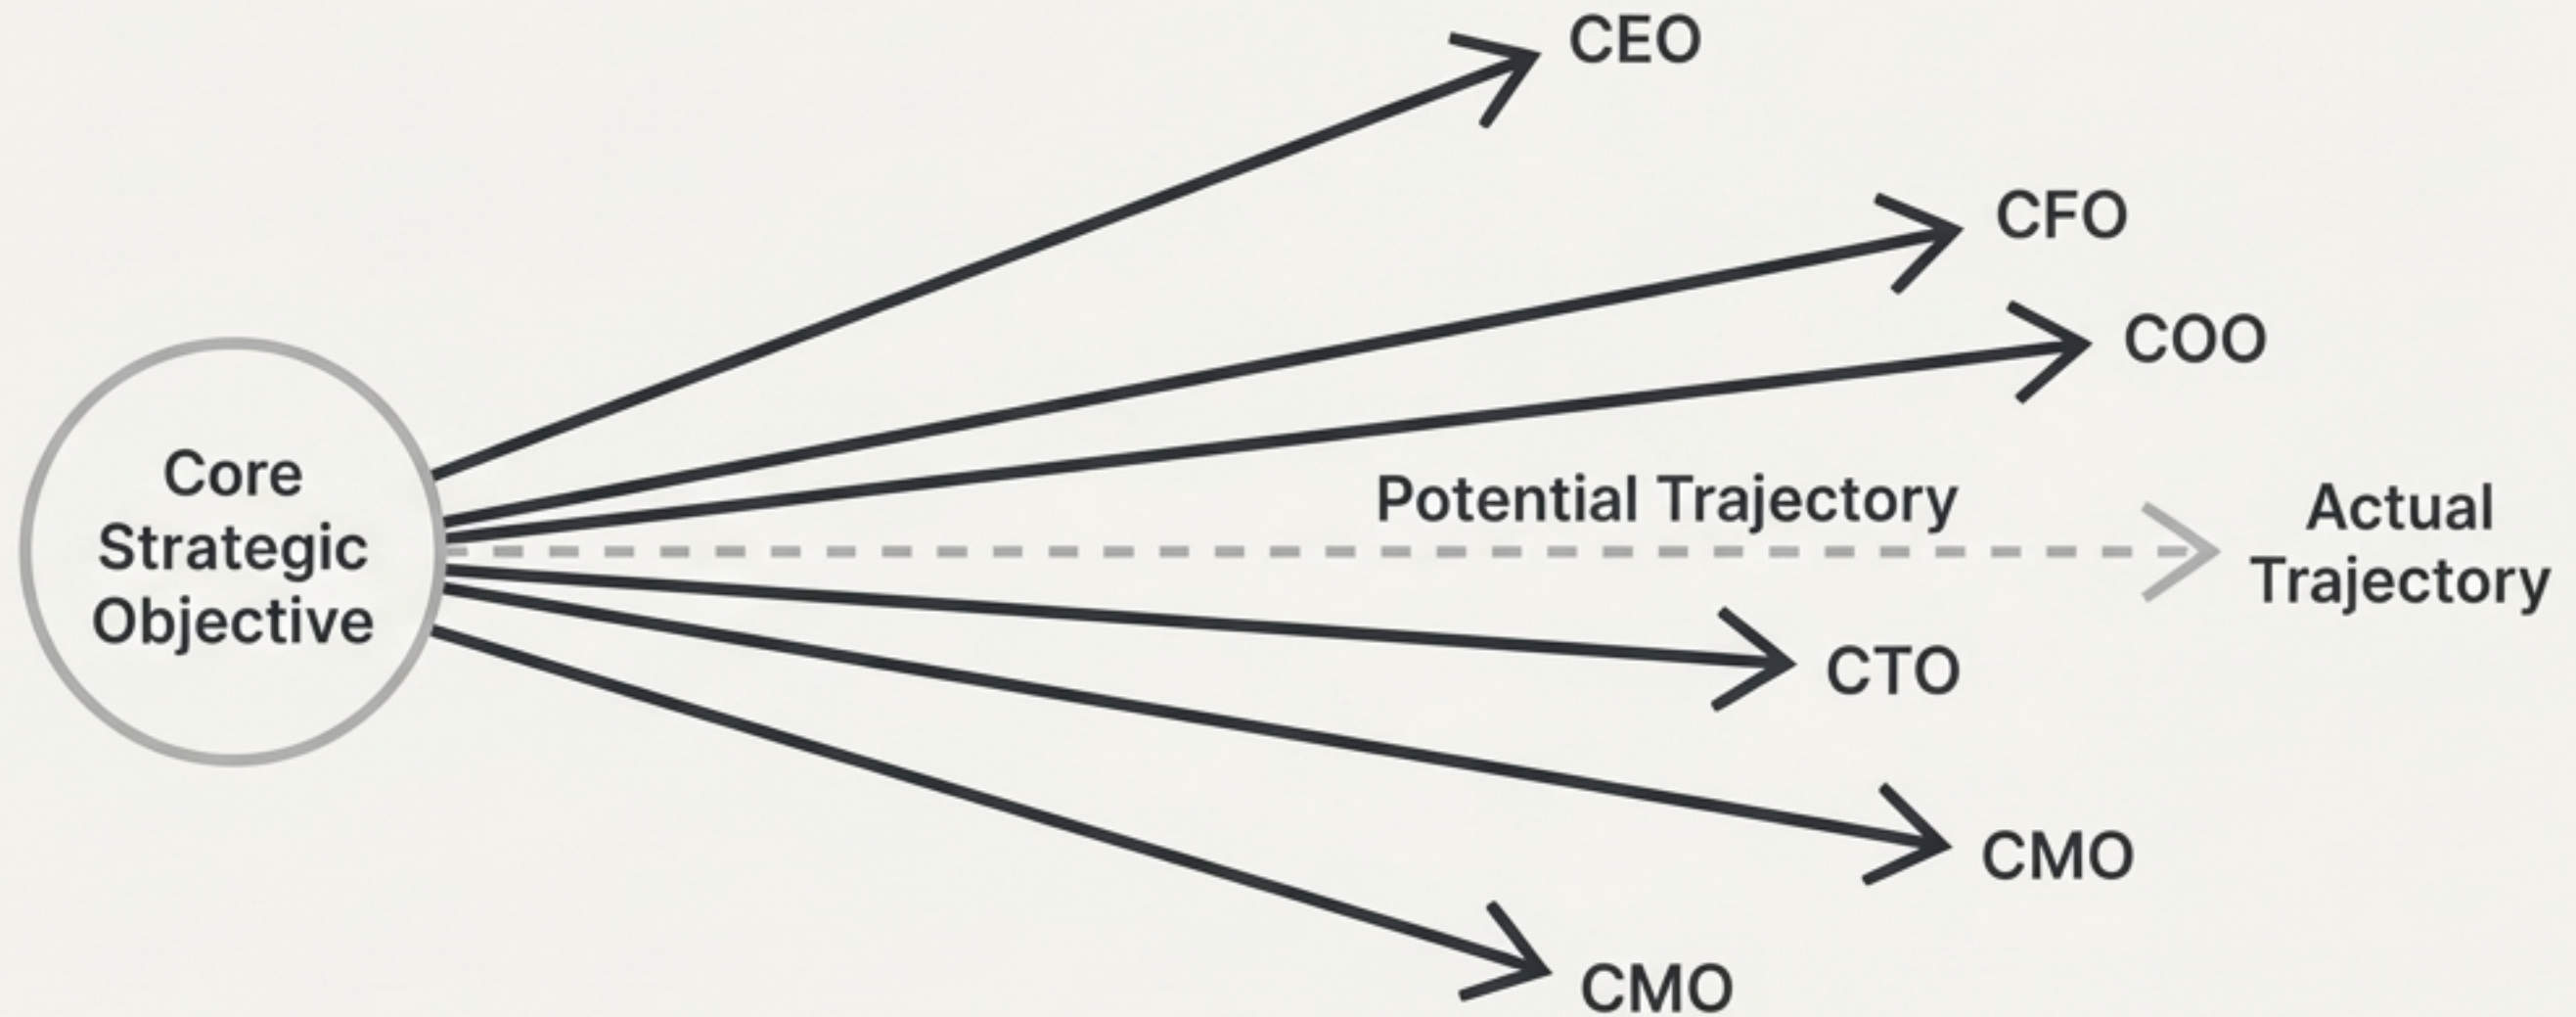 CEO
CFO
COO
Core
Strategic
Objective
Potential Trajectory
Actual
Trajectory
CTO
CMO
CMO